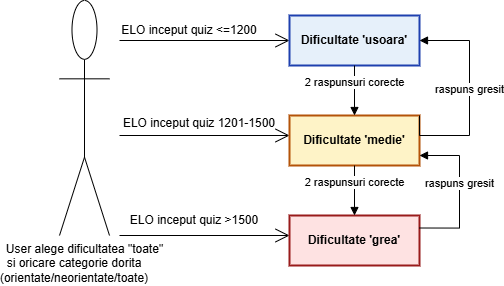 ELO inceput quiz <=1200
Dificultate 'usoara'
2 raspunsuri corecte
raspuns gresit
ELO inceput quiz 1201-1500
Dificultate 'medie'
2 raspunsuri corecte
raspuns gresit
ELO inceput quiz >1500
Dificultate 'grea'
User alege dificultatea "toate"
si oricare categorie dorita
(orientate/neorientate/toate)